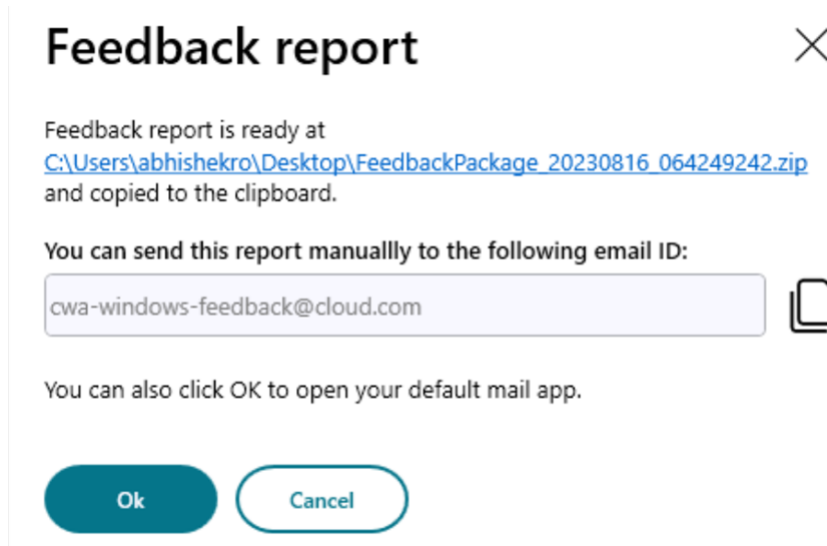 Feedback report
Feedback report is ready at
C:\Users\abhishekro\Desktop\FeedbackPackage_20230816_064249242.zip
and copied to the clipboard.
You can send this report manuallly to the following email ID:
cwa-windows-feedback@cloud.com
You can also click OK to open your default mail app.
Ok
Cancel